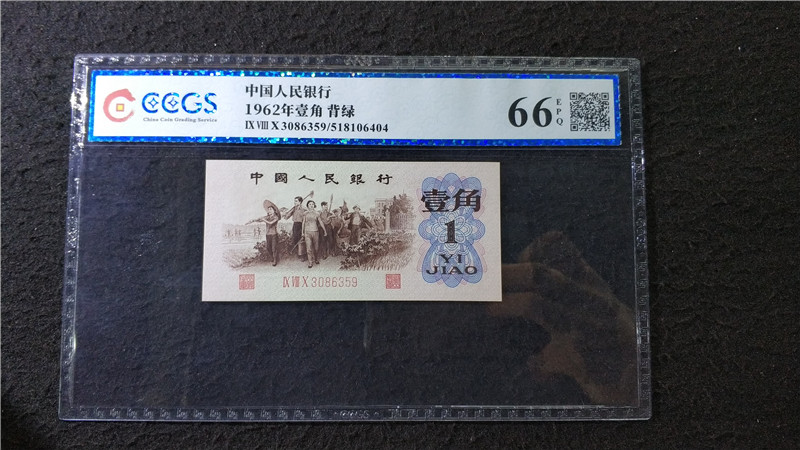 CCGS
China Coin Grading Service
中国人民银行
1962年壹角 背绿
IX VIII X 3086359/518106404
66
EPQ
中國人民銀行
壹角
1
YI
JIAO
IX VIII X 3086359